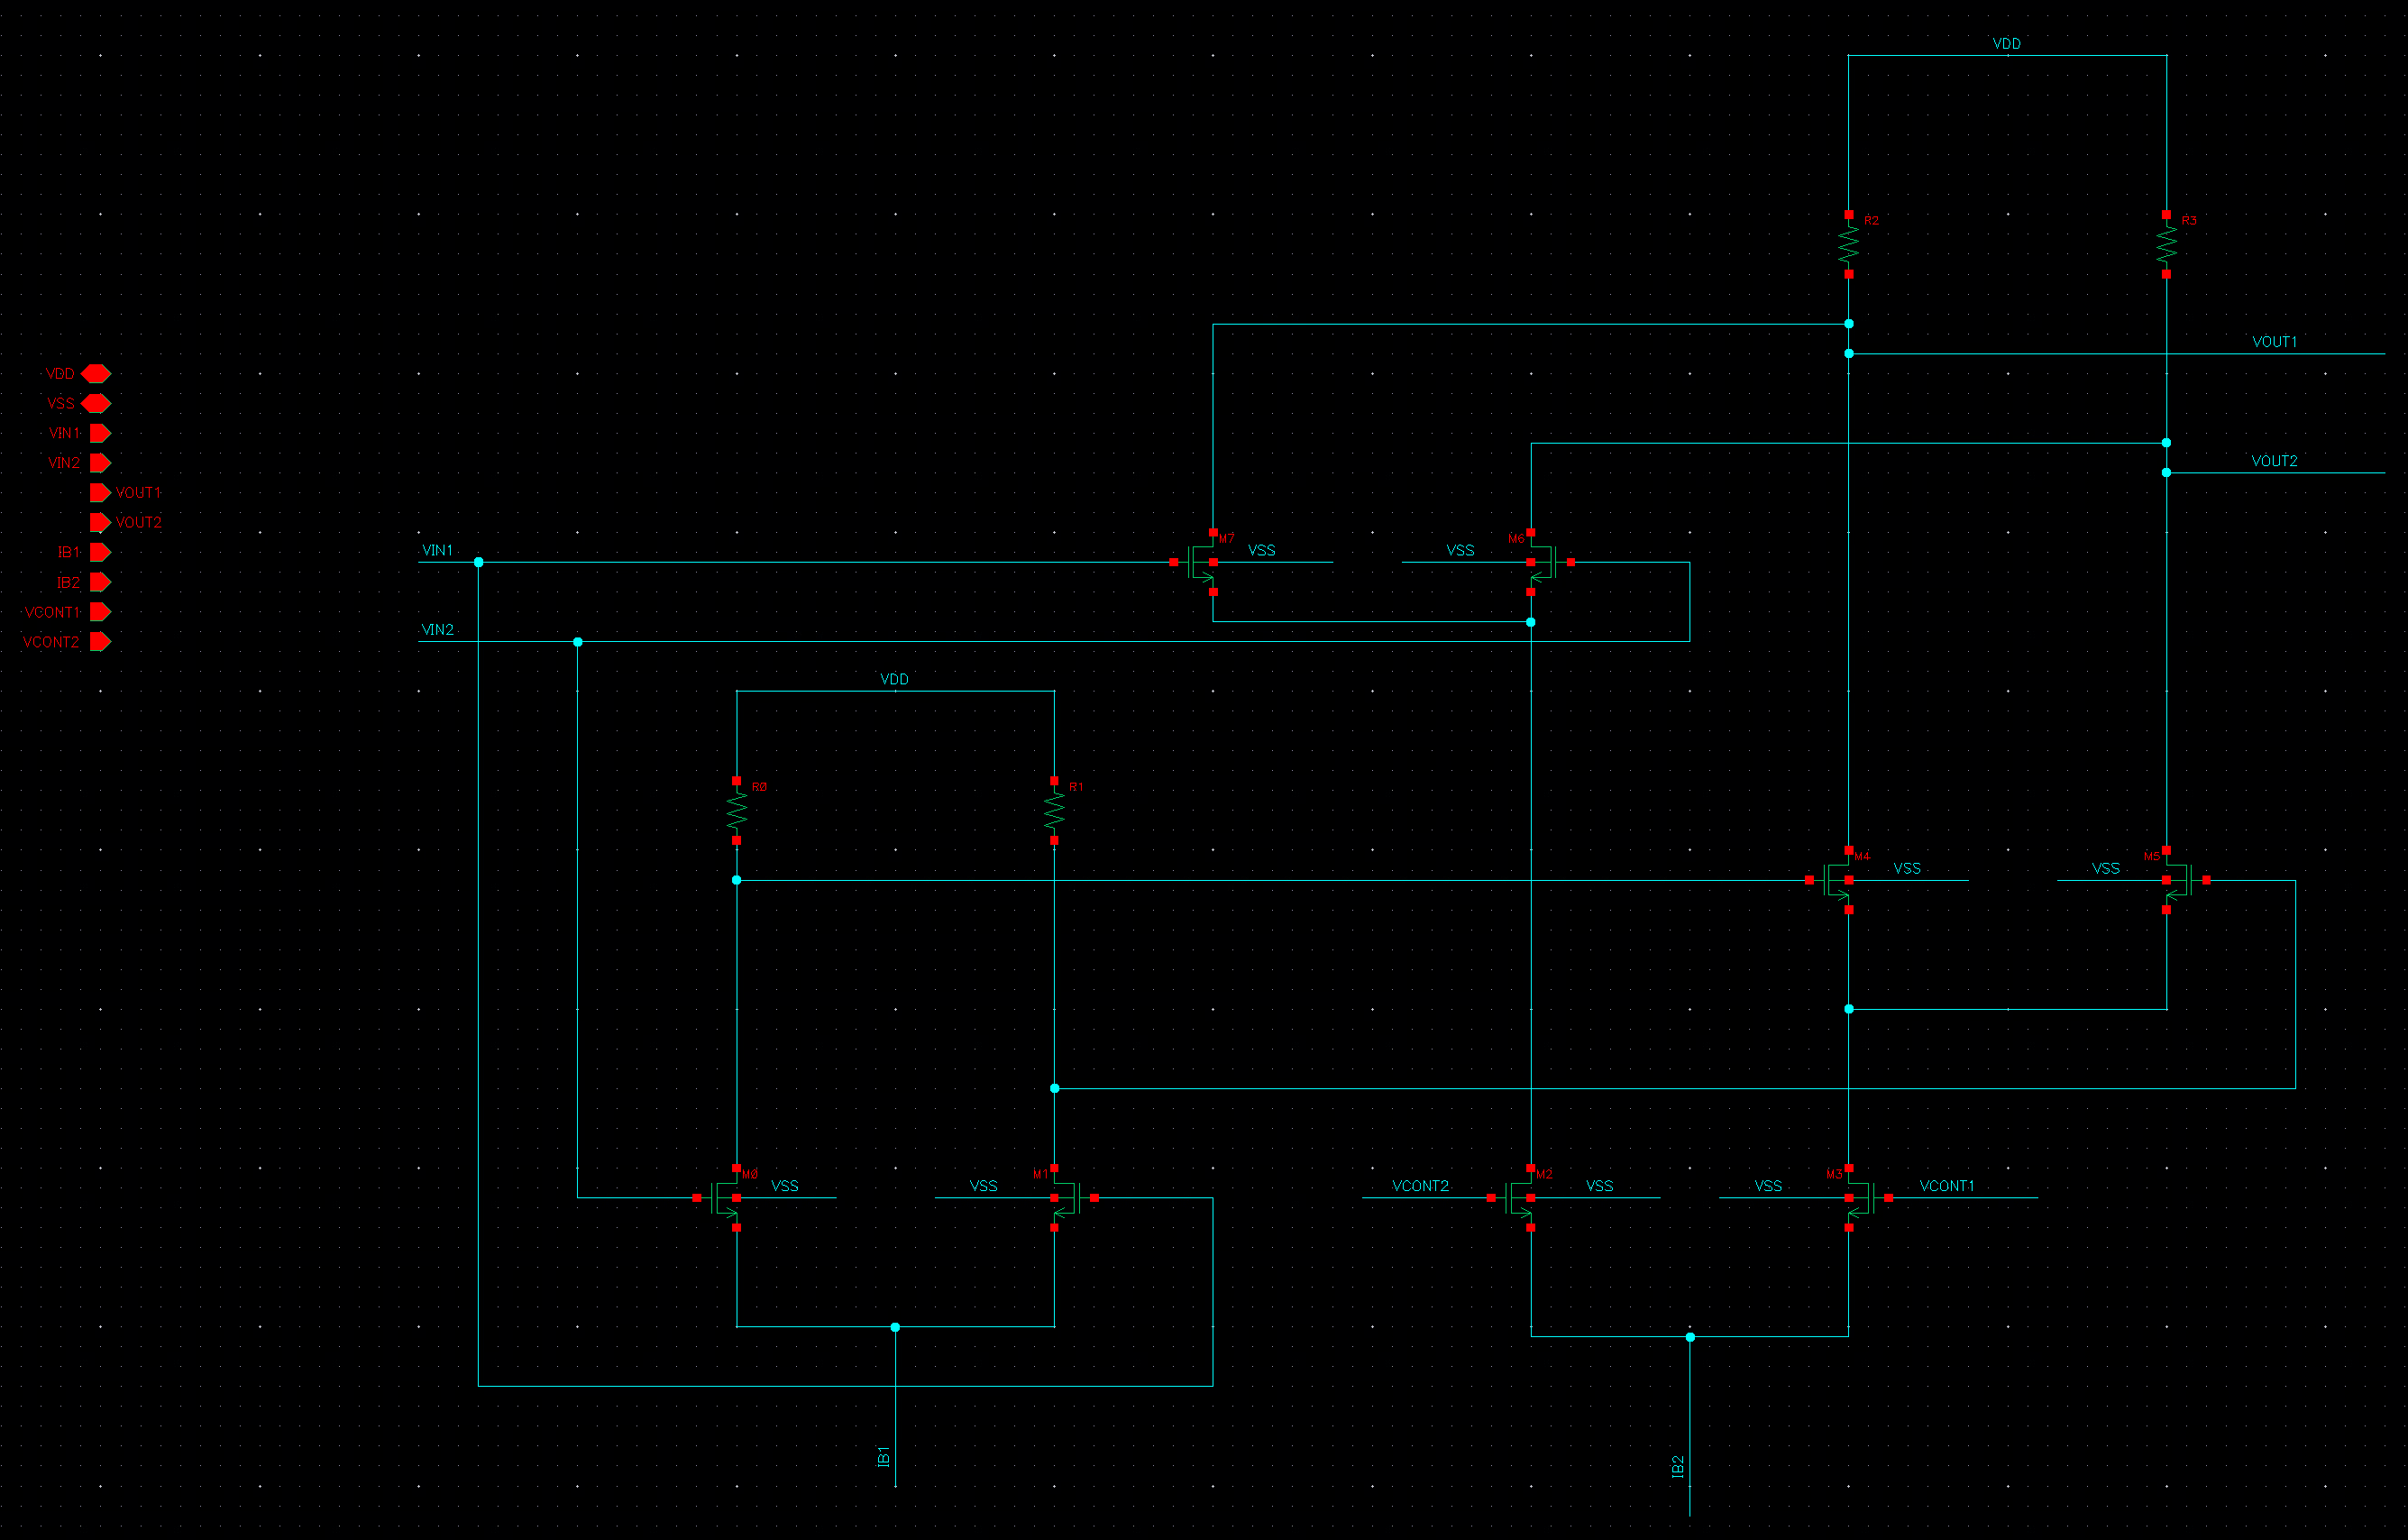 VDD
R2
R3
VOUT1
VDD
VSS
VIN1
VIN2
VOUT1
VOUT2
IB1
IB2
VCONT1
VCONT2
VOUT2
VIN1
M7
VSS
VSS
M6
VIN2
VDD
R0
R1
M4
VSS
VSS
M5
M0
VSS
VSS
M1
VCONT2
M2
VSS
VSS
M3
VCONT1
IB1
IB2